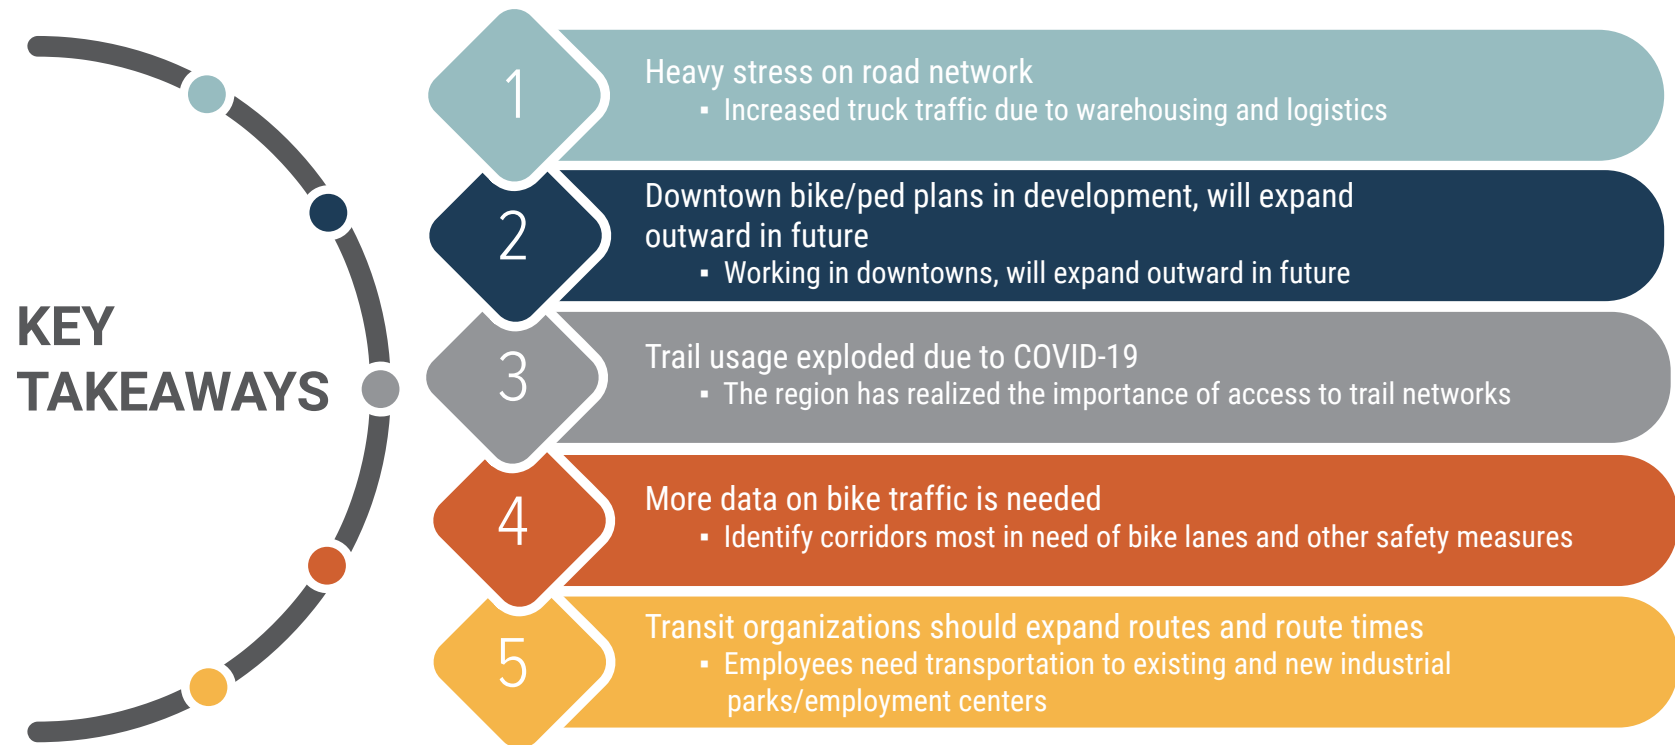 KEY
TAKEAWAYS
1
Heavy stress on road network
▪ Increased truck traffic due to warehousing and logistics
2
Downtown bike/ped plans in development, will expand
outward in future
▪ Working in downtowns, will expand outward in future
3
Trail usage exploded due to COVID-19
▪ The region has realized the importance of access to trail networks
4
More data on bike traffic is needed
▪ Identify corridors most in need of bike lanes and other safety measures
5
Transit organizations should expand routes and route times
▪ Employees need transportation to existing and new industrial
parks/employment centers